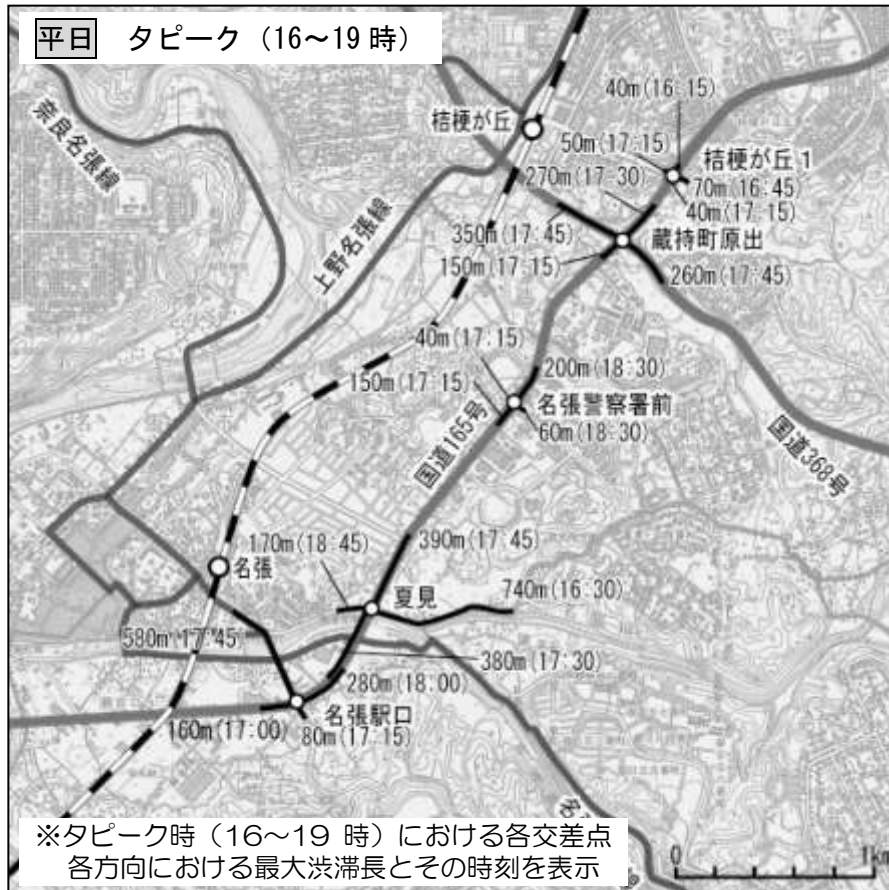 平日 タピーク（16～19 時）
奈良名張線
上野名張線
桔梗が丘
40m(16:15)
50m(17:15)
桔梗が丘1
270m(17:30)
70m(16:45)
40m(17:15)
350m(17:45)
蔵持町原出
150m(17:15)
260m(17:45)
40m(17:15)
200m(18:30)
150m(17:15)
名張警察署前
60m(18:30)
国道165号
国道368号
390m(17:45)
170m(18:45)
名張
夏見
740m(16:30)
580m(17:45)
380m(17:30)
280m(18:00)
名張駅口
160m(17:00)
80m(17:15)
※タピーク時（16～19 時）における各交差点
各方向における最大渋滞長とその時刻を表示
0 1km